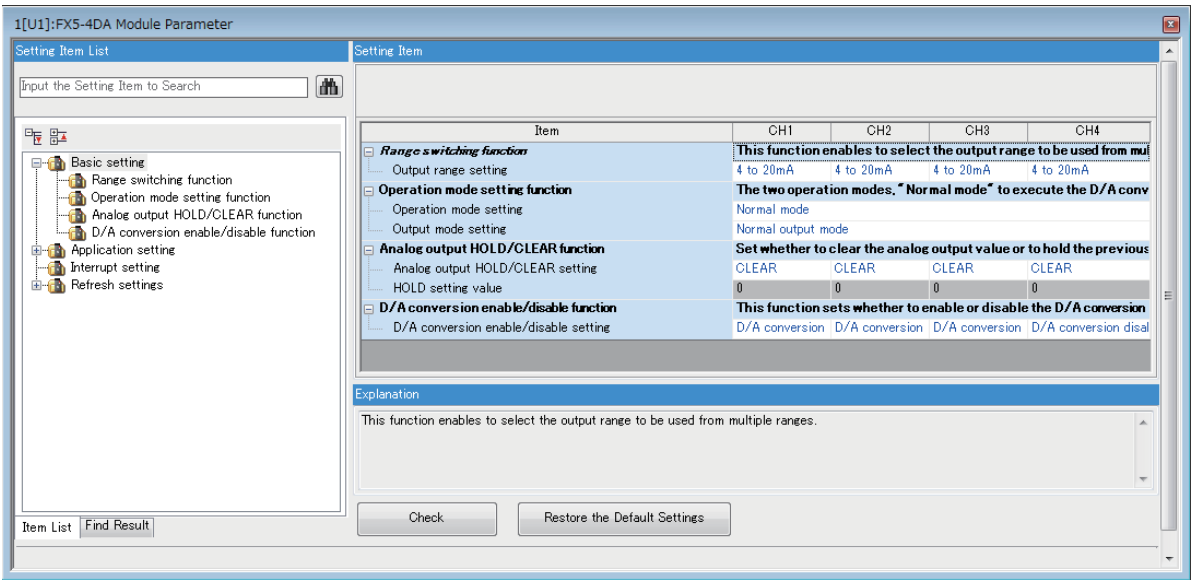 1[U1]:FX5-4DA Module Parameter
Setting Item List
Input the Setting Item to Search
Basic setting
Range switching function
Operation mode setting function
Analog output HOLD/CLEAR function
D/A conversion enable/disable function
Application setting
Interrupt setting
Refresh settings
Item List Find Result
Setting Item
Item CH1 CH2 CH3 CH4
Range switching function This function enables to select the output range to be used from mul
Output range setting 4 to 20mA 4 to 20mA 4 to 20mA 4 to 20mA
Operation mode setting function The two operation modes, "Normal mode" to execute the D/A conv
Operation mode setting Normal mode
Output mode setting Normal output mode
Analog output HOLD/CLEAR function Set whether to clear the analog output value or to hold the previous
Analog output HOLD/CLEAR setting CLEAR CLEAR CLEAR CLEAR
HOLD setting value 0 0 0 0
D/A conversion enable/disable function This function sets whether to enable or disable the D/A conversion
D/A conversion enable/disable setting D/A conversion D/A conversion D/A conversion D/A conversion disal
Explanation
This function enables to select the output range to be used from multiple ranges.
Check Restore the Default Settings